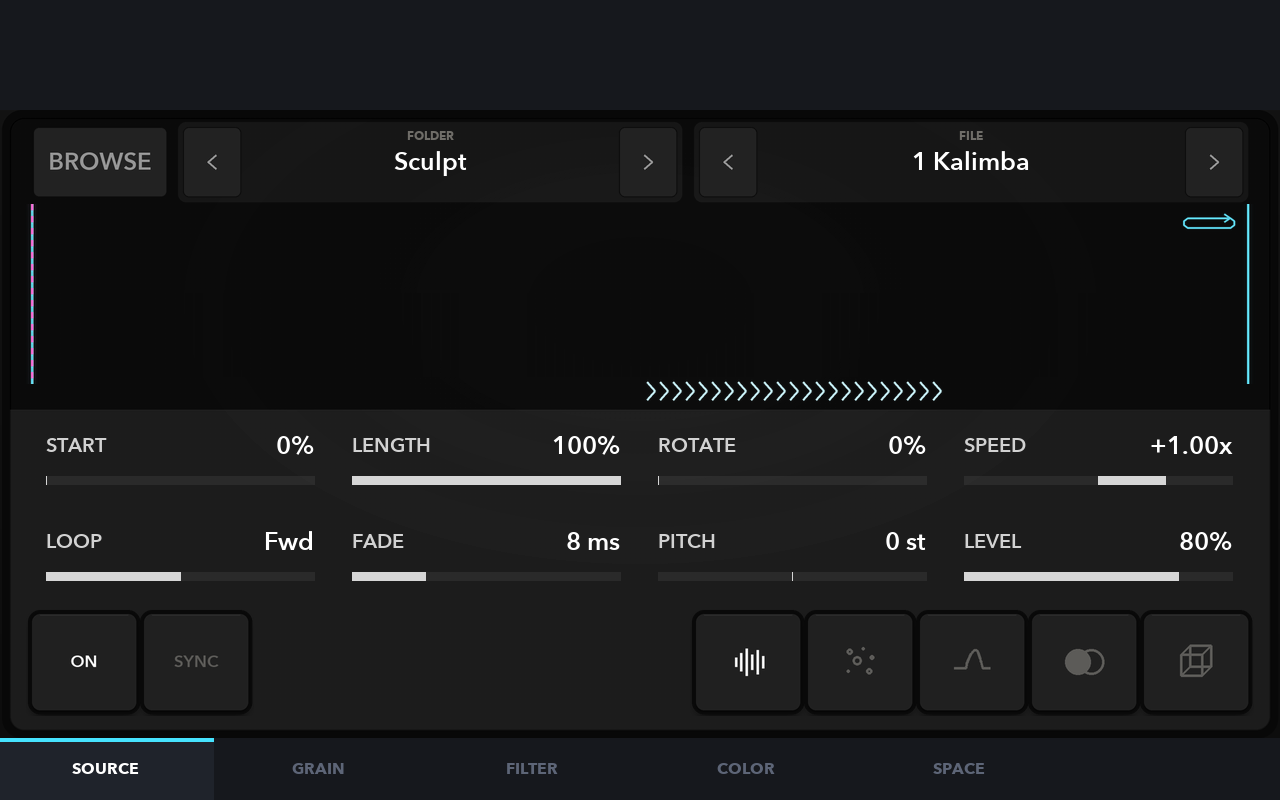 BROWSE
FOLDER
Sculpt
FILE
1 Kalimba
START 0%
LENGTH 100%
ROTATE 0%
SPEED +1.00x
LOOP Fwd
FADE 8 ms
PITCH 0 st
LEVEL 80%
ON
SYNC
SOURCE
GRAIN
FILTER
COLOR
SPACE